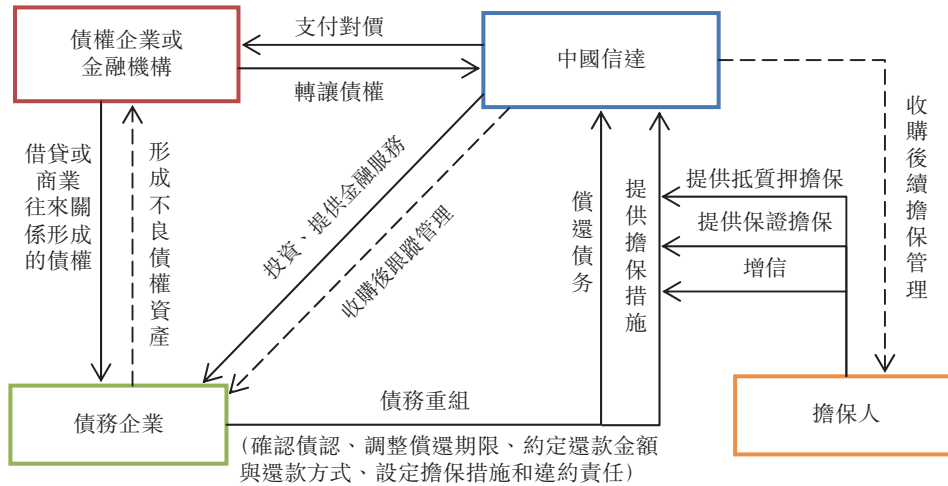 債權企業或
金融機構
支付對價
轉讓債權
中國信達
借貸或
商業
往來關
係形成
的債權
形成不良債權資產
投資、提供金融服務
收購後跟蹤管理
償還債务
提供擔保措施
提供抵質押擔保
提供保證擔保
增信
收購後續擔保管理
債務企業
債務重組
(確認債認、調整償還期限、約定還款金額
與還款方式、設定擔保措施和違約責任)
擔保人